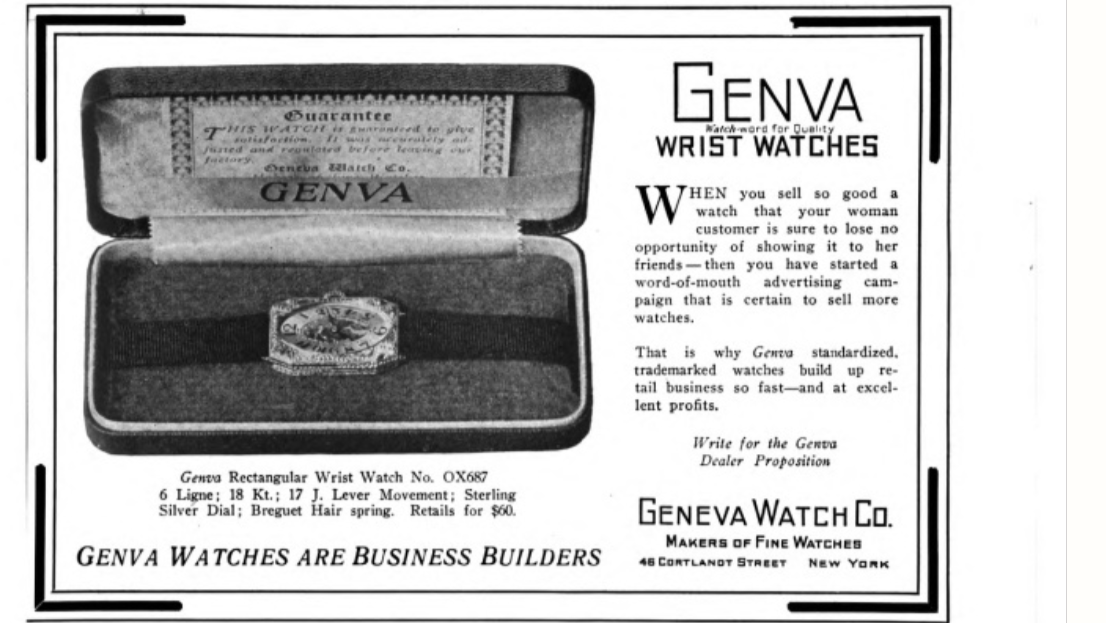 Guarantee
THIS WATCH is guaranteed to give
satisfaction. It was accurately ad-
justed and regulated before leaving our
factory.
Geneva Watch Co.
GENVA
Genva Rectangular Wrist Watch No. OX687
6 Ligne; 18 Kt.; 17 J. Lever Movement; Sterling
Silver Dial; Breguet Hair spring. Retails for $60.
GENVA WATCHES ARE BUSINESS BUILDERS
GENVA
Watch-word for Quality
WRIST WATCHES
WHEN you sell so good a
watch that your woman
customer is sure to lose no
opportunity of showing it to her
friends—then you have started a
word-of-mouth advertising cam-
paign that is certain to sell more
watches.
That is why Genva standardized,
trademarked watches build up re-
tail business so fast—and at excel-
lent profits.
Write for the Genva
Dealer Proposition
GENEVA WATCH CO.
MAKERS OF FINE WATCHES
46 CORTLANDT STREET NEW YORK